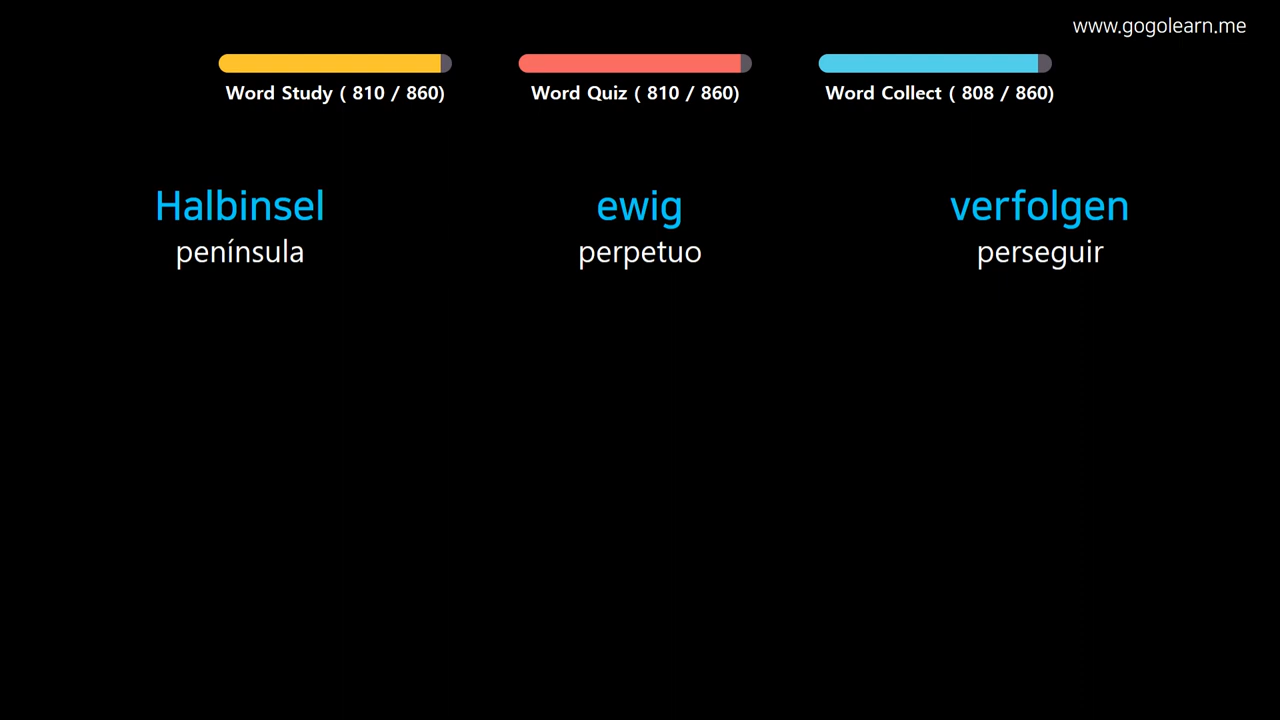 www.gogolearn.me
Word Study ( 810 / 860)
Word Quiz ( 810 / 860)
Word Collect ( 808 / 860)
Halbinsel
península
ewig
perpetuo
verfolgen
perseguir